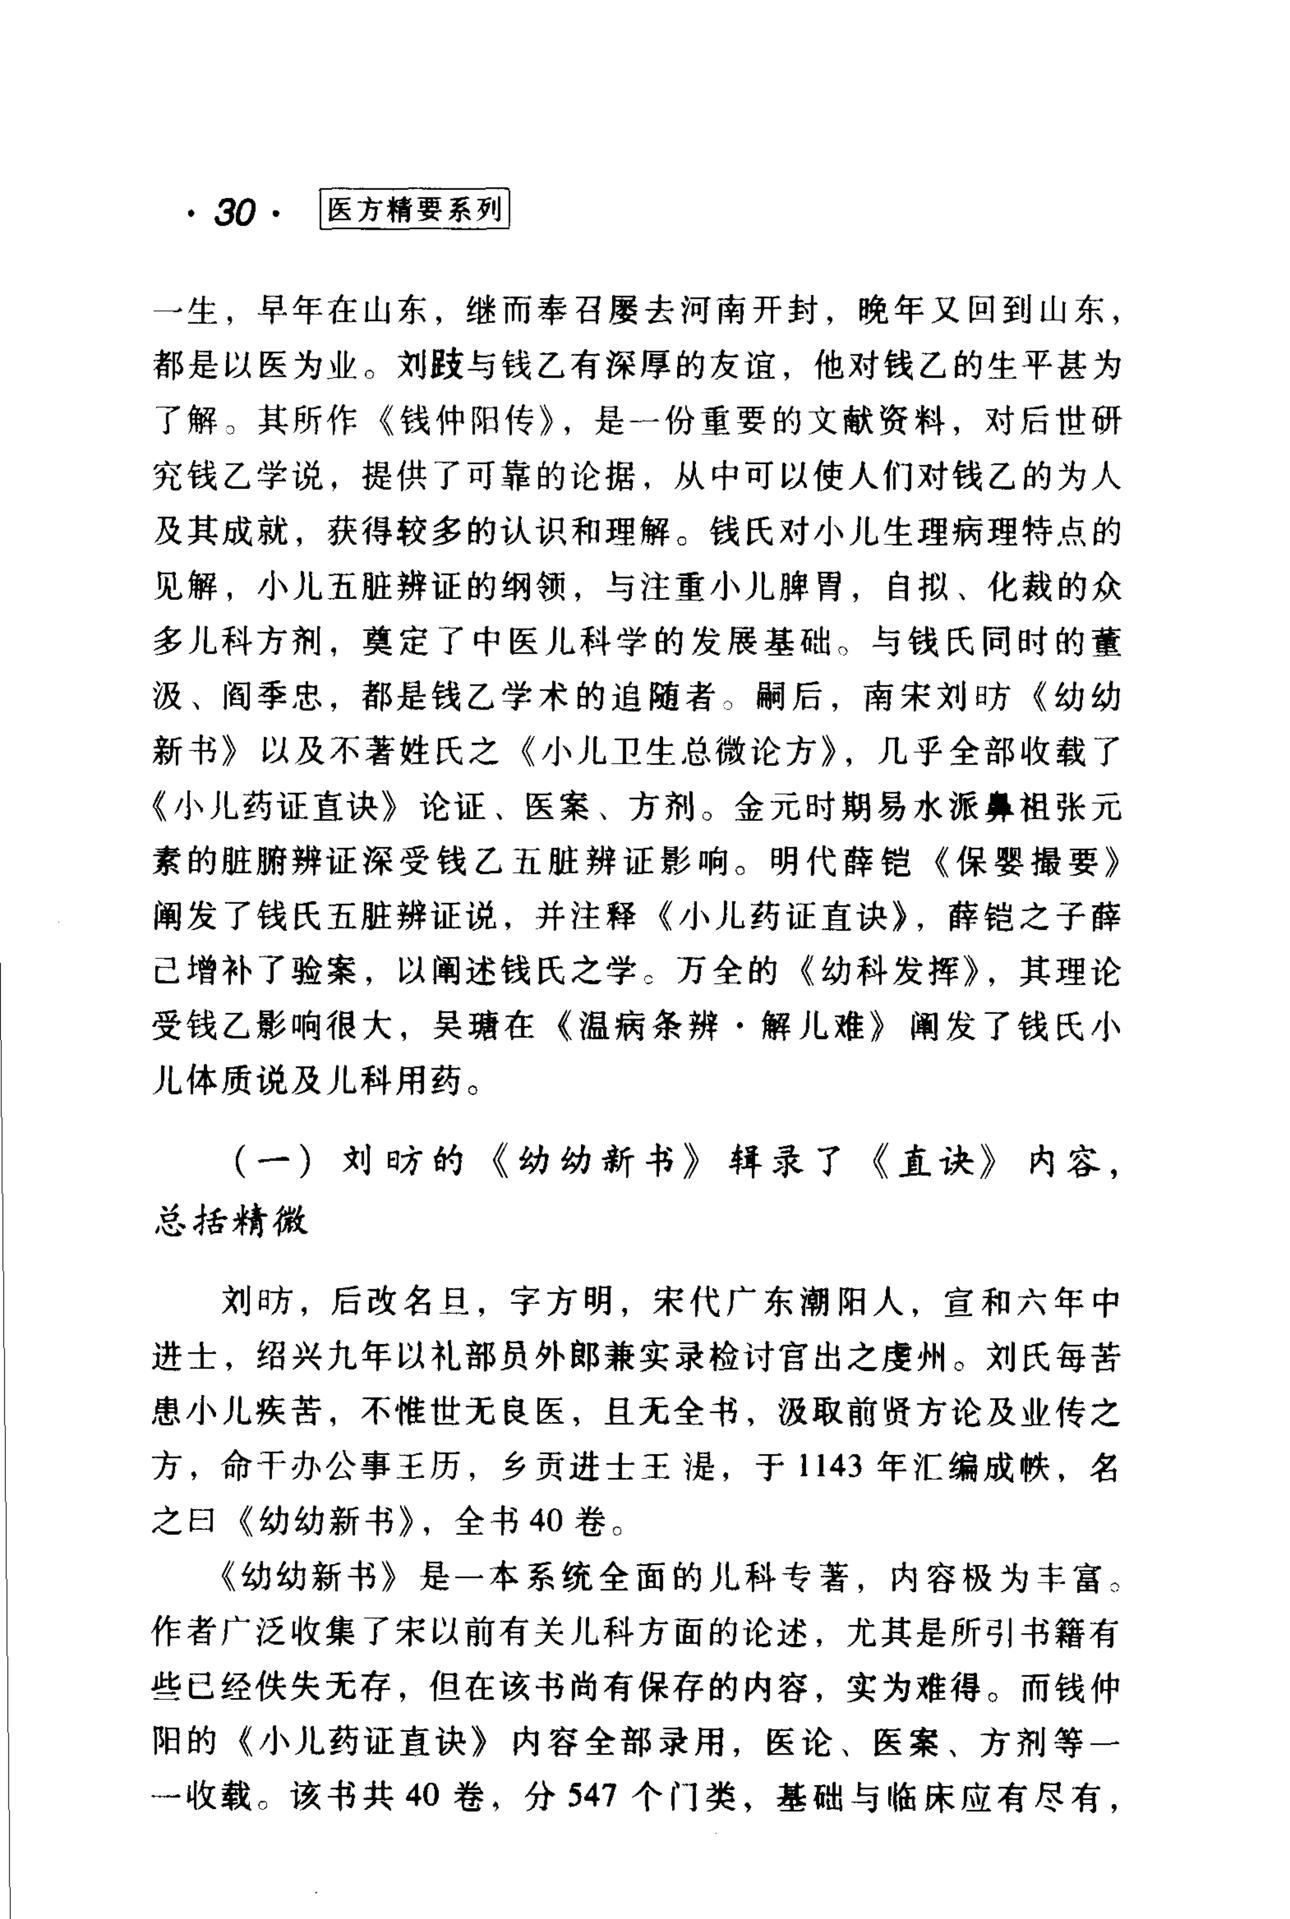 · 30 · 医方精要系列
一生，早年在山东，继而奉召屡去河南开封，晚年又回到山东，
都是以医为业。刘跂与钱乙有深厚的友谊，他对钱乙的生平甚为
了解。其所作《钱仲阳传》，是一份重要的文献资料，对后世研
究钱乙学说，提供了可靠的论据，从中可以使人们对钱乙的为人
及其成就，获得较多的认识和理解。钱氏对小儿生理病理特点的
见解，小儿五脏辨证的纲领，与注重小儿脾胃，自拟、化裁的众
多儿科方剂，奠定了中医儿科学的发展基础。与钱氏同时的董
汲、阎季忠，都是钱乙学术的追随者。嗣后，南宋刘昉《幼幼
新书》以及不著姓氏之《小儿卫生总微论方》，几乎全部收载了
《小儿药证直诀》论证、医案、方剂。金元时期易水派鼻祖张元
素的脏腑辨证深受钱乙五脏辨证影响。明代薛铠《保婴撮要》
阐发了钱氏五脏辨证说，并注释《小儿药证直诀》，薛铠之子薛
己增补了验案，以阐述钱氏之学。万全的《幼科发挥》，其理论
受钱乙影响很大，吴瑭在《温病条辨·解儿难》阐发了钱氏小
儿体质说及儿科用药。
（一）刘昉的《幼幼新书》辑录了《直诀》内容，
总括精微
刘昉，后改名旦，字方明，宋代广东潮阳人，宣和六年中
进士，绍兴九年以礼部员外郎兼实录检讨官出之虔州。刘氏每苦
患小儿疾苦，不惟世无良医，且无全书，汲取前贤方论及业传之
方，命干办公事王历，乡贡进士王湜，于1143年汇编成帙，名
之曰《幼幼新书》，全书40卷。
《幼幼新书》是一本系统全面的儿科专著，内容极为丰富。
作者广泛收集了宋以前有关儿科方面的论述，尤其是所引书籍有
些已经佚失无存，但在该书尚有保存的内容，实为难得。而钱仲
阳的《小儿药证直诀》内容全部录用，医论、医案、方剂等一
一收载。该书共40卷，分547个门类，基础与临床应有尽有，